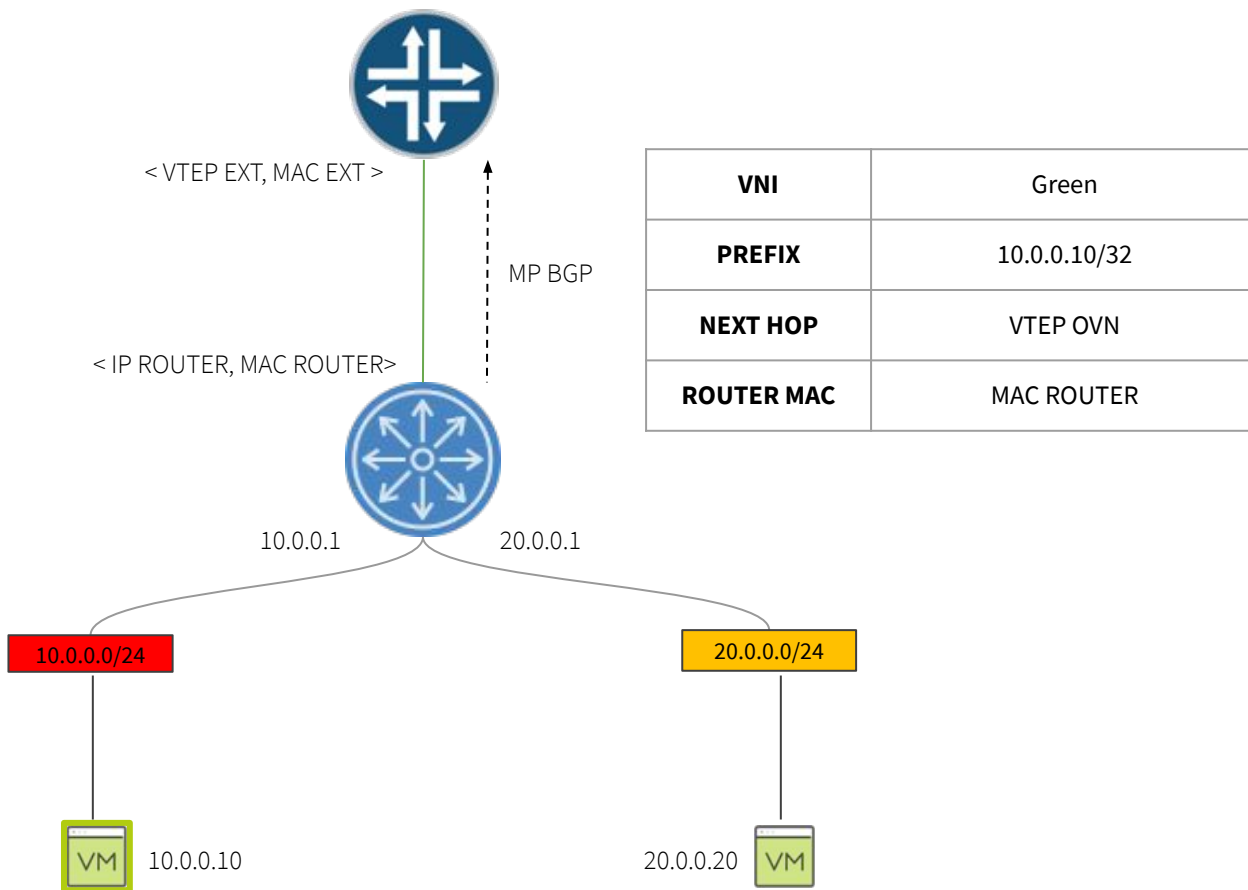 < VTEP EXT, MAC EXT >
MP BGP
< IP ROUTER, MAC ROUTER>
VNI Green
PREFIX 10.0.0.10/32
NEXT HOP VTEP OVN
ROUTER MAC MAC ROUTER
10.0.0.1
20.0.0.1
10.0.0.0/24
20.0.0.0/24
VM
10.0.0.10
20.0.0.20
VM